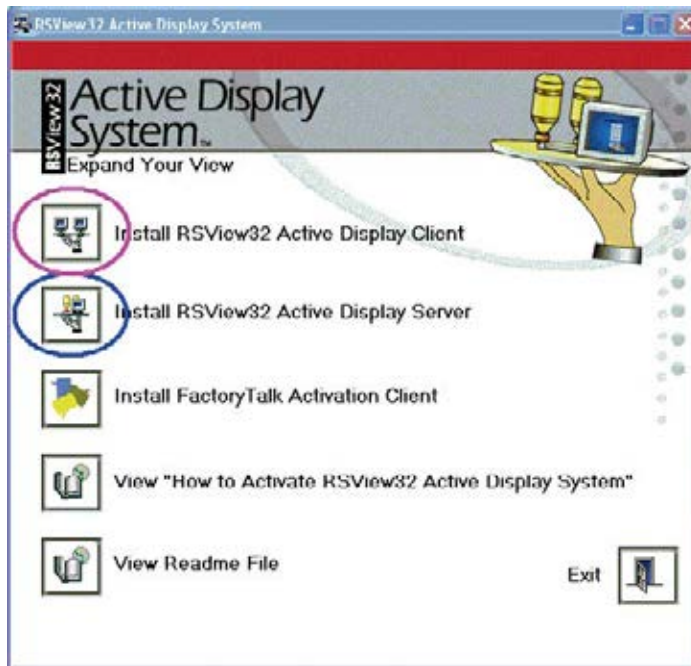 RSView32 Active Display System
RSView32
Active Display
System™
Expand Your View
Install RSView32 Active Display Client
Install RSView32 Active Display Server
Install FactoryTalk Activation Client
View "How to Activate RSView32 Active Display System"
View Readme File
Exit